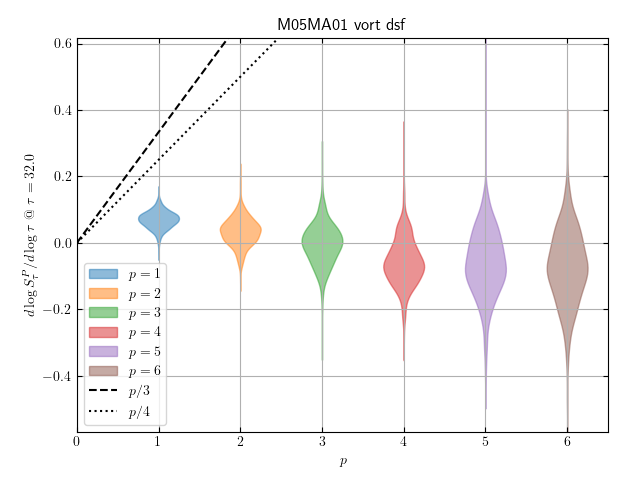 M05MA01 vort dsf
d log S_τ^P / d log τ @ τ = 32.0
0.6
0.4
0.2
0.0
−0.2
−0.4
p = 1
p = 2
p = 3
p = 4
p = 5
p = 6
p/3
p/4
0 1 2 3 4 5 6
p